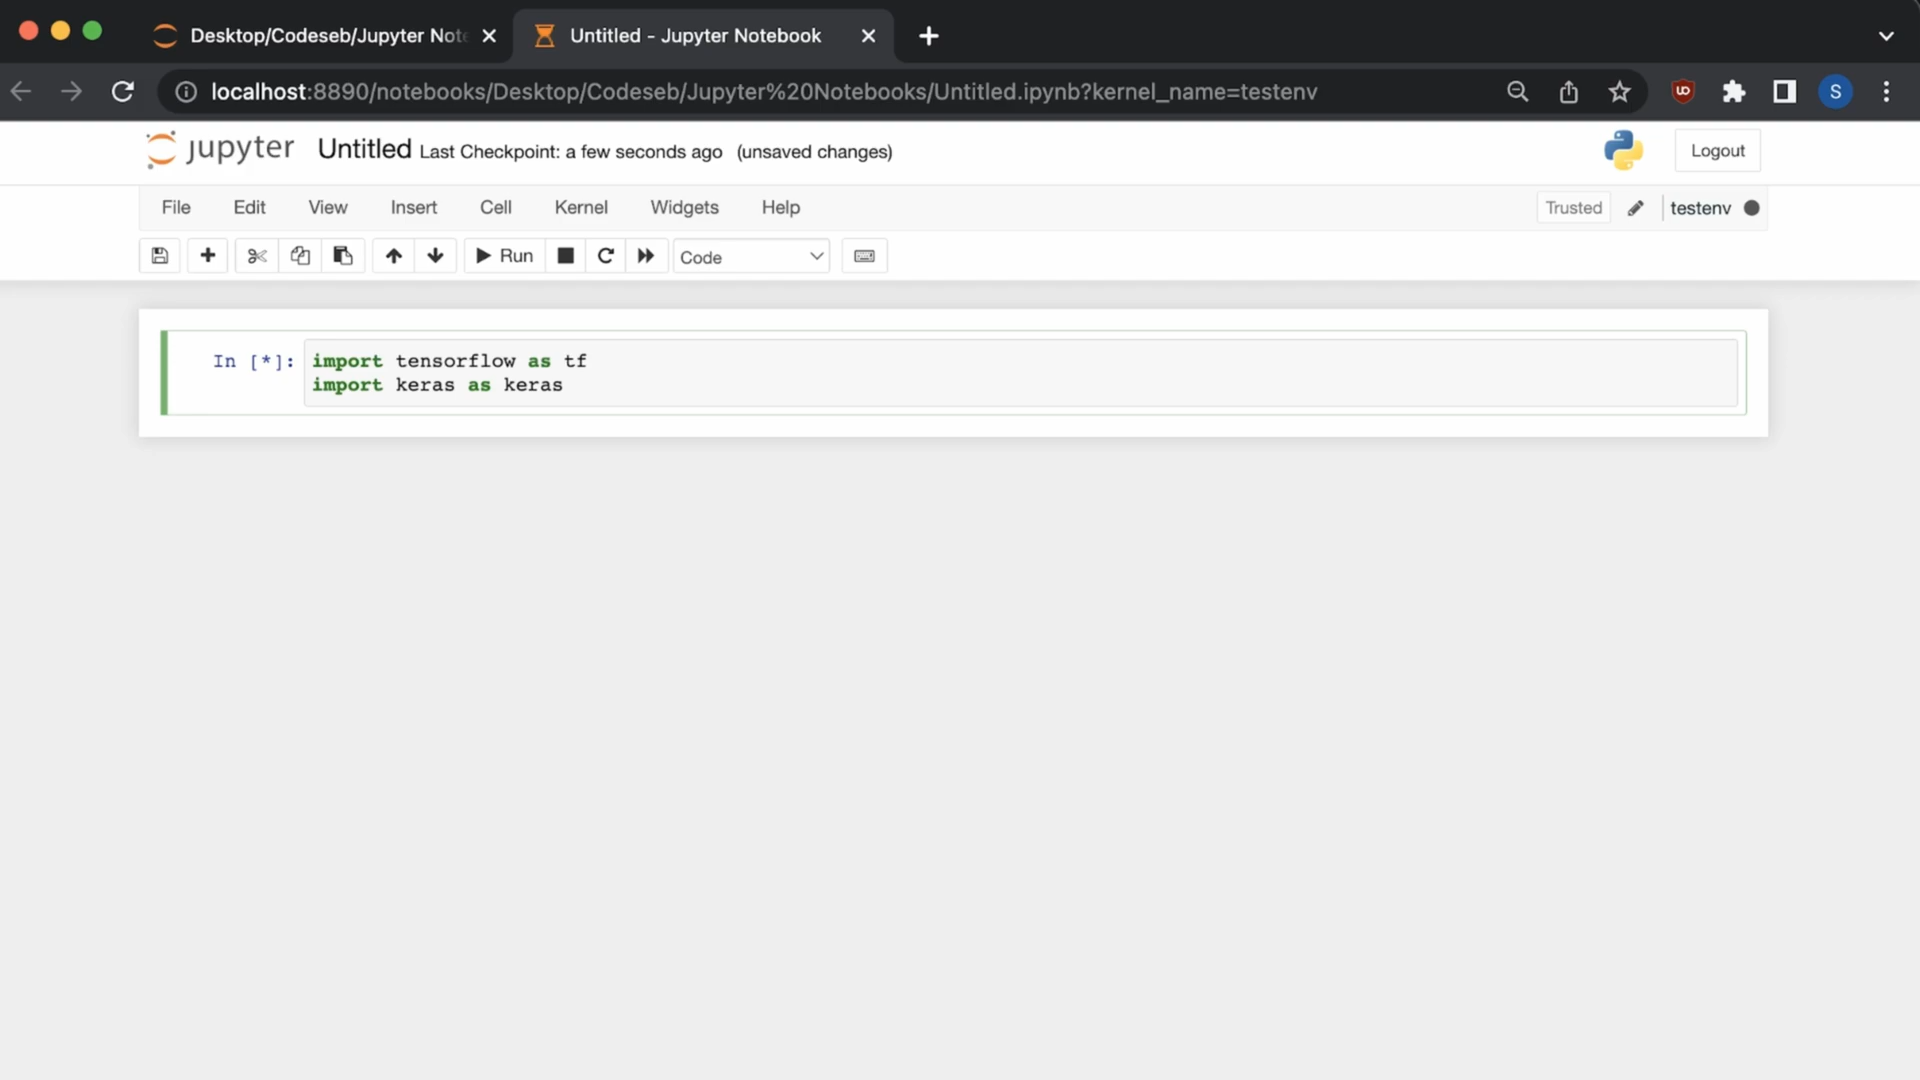 Desktop/Codeseb/Jupyter Note
Untitled - Jupyter Notebook
localhost:8890/notebooks/Desktop/Codeseb/Jupyter%20Notebooks/Untitled.ipynb?kernel_name=testenv
S
jupyter Untitled Last Checkpoint: a few seconds ago (unsaved changes)
Logout
File Edit View Insert Cell Kernel Widgets Help
Trusted testenv
Run Code
In [*]: import tensorflow as tf
import keras as keras